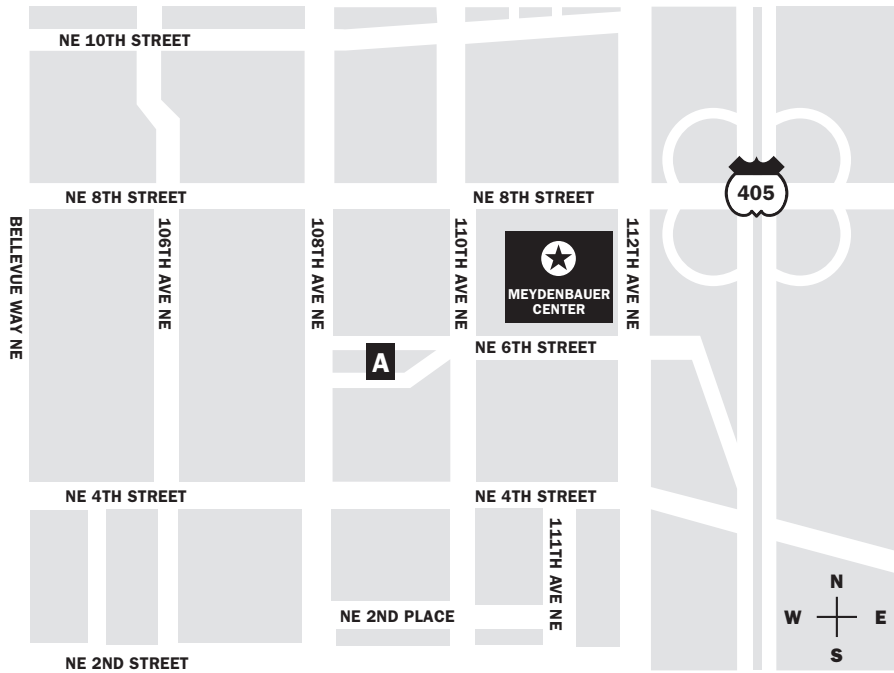 NE 10TH STREET
NE 8TH STREET
NE 8TH STREET
405
BELLEVUE WAY NE
106TH AVE NE
108TH AVE NE
110TH AVE NE
112TH AVE NE
MEYDENBAUER
CENTER
A
NE 6TH STREET
NE 4TH STREET
NE 4TH STREET
111TH AVE NE
NE 2ND PLACE
NE 2ND STREET
N
W
E
S